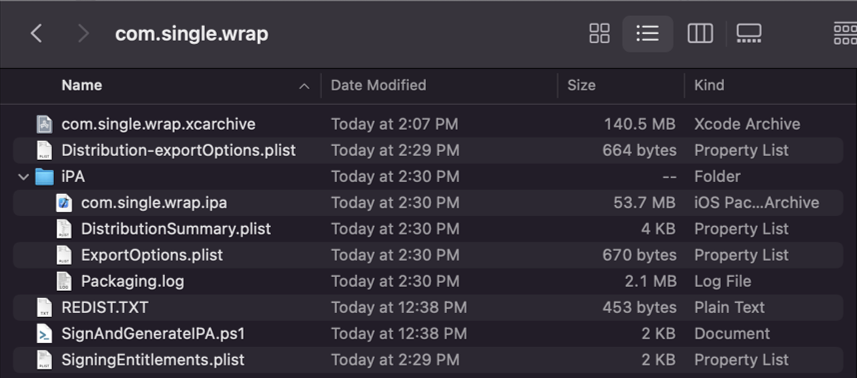 com.single.wrap
Name Date Modified Size Kind
com.single.wrap.xcarchive Today at 2:07 PM 140.5 MB Xcode Archive
Distribution-exportOptions.plist Today at 2:29 PM 664 bytes Property List
iPA Today at 2:30 PM -- Folder
com.single.wrap.ipa Today at 2:30 PM 53.7 MB iOS Pac...Archive
DistributionSummary.plist Today at 2:30 PM 4 KB Property List
ExportOptions.plist Today at 2:30 PM 670 bytes Property List
Packaging.log Today at 2:30 PM 2.1 MB Log File
REDIST.TXT Today at 12:38 PM 453 bytes Plain Text
SignAndGenerateIPA.ps1 Today at 12:38 PM 2 KB Document
SigningEntitlements.plist Today at 2:29 PM 2 KB Property List